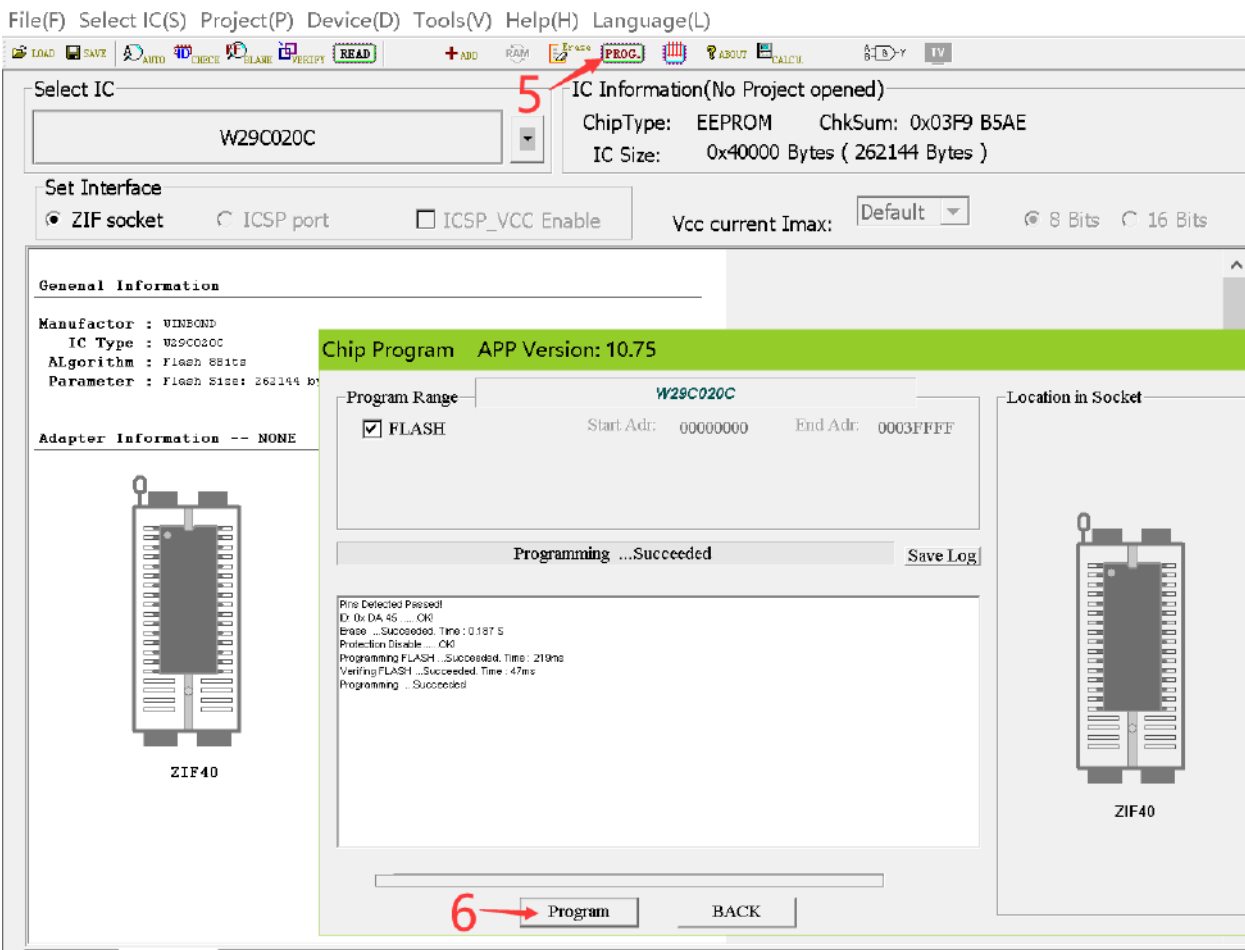 File(F) Select IC(S) Project(P) Device(D) Tools(V) Help(H) Language(L)
LOAD SAVE AUTO CHECK BLANK VERIFY READ ADD RAM Erase PROG. ABOUT CALCU. TV
5
Select IC
W29C020C
IC Information(No Project opened)
ChipType: EEPROM ChkSum: 0x03F9 B5AE
IC Size: 0x40000 Bytes ( 262144 Bytes )
Set Interface
ZIF socket ICSP port ICSP_VCC Enable
Vcc current Imax: Default 8 Bits 16 Bits
Genenal Information
Manufactor : WINBOND
IC Type : W29C020C
ALgorithm : Flash 8Bits
Parameter : Flash Size: 262144 by
Adapter Information -- NONE
ZIF40
Chip Program APP Version: 10.75
Program Range W29C020C
FLASH Start Adr: 00000000 End Adr: 0003FFFF
Programming ...Succeeded Save Log
Pins Detected Passed!
ID: 0x DA 45 ......OK!
Erase ...Succeeded. Time : 0.187 S
Protection Disable..... OK!
Programming FLASH ...Succeeded. Time : 219ms
Verifing FLASH ...Succeeded. Time : 47ms
Programming ...Succeeded
6 Program BACK
Location in Socket
ZIF40